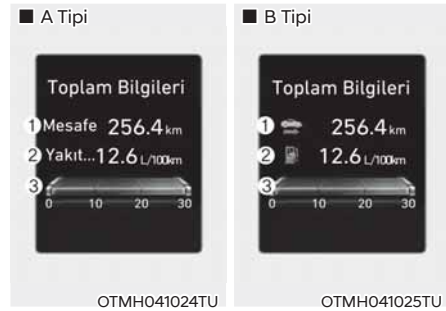 ■ A Tipi
Toplam Bilgileri
① Mesafe 256.4 km
② Yakıt... 12.6 L/100km
③
0 10 20 30
OTMH041024TU
■ B Tipi
Toplam Bilgileri
① 256.4 km
② 12.6 L/100km
③
0 10 20 30
OTMH041025TU